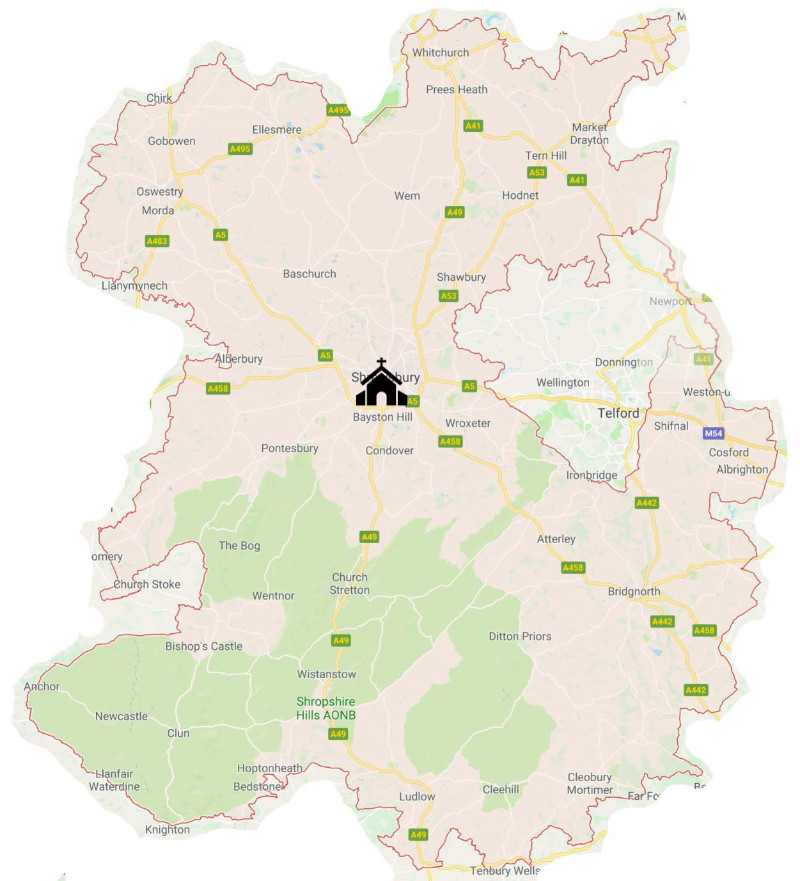 M
Whitchurch
Prees Heath
Chirk
A495
Ellesmere
A41
Market
Drayton
Gobowen
A495
Tern Hill
A53
A41
Oswestry
Wem
Hodnet
Morda
A49
A5
A483
Baschurch
Shawbury
Llanymynech
A53
Newport
Alberbury
A5
A41
Donnington
Wellington
A458
A5
Weston-u
A5
Bayston Hill
Telford
Wroxeter
Shifnal
M54
A458
Pontesbury
Condover
Cosford
Albrighton
Ironbridge
A442
A49
Atterley
The Bog
omery
A458
Church
Stretton
Church Stoke
Wentnor
Bridgnorth
A442
A458
Ditton Priors
A49
Bishop's Castle
Wistanstow
Anchor
A442
Shropshire
Hills AONB
Newcastle
Clun
A49
Hoptonheath
Llanfair
Waterdine
Bedstone
Cleobury
Mortimer
Ludlow
Cleehill
Far Fo
Knighton
A49
Tenbury Wells